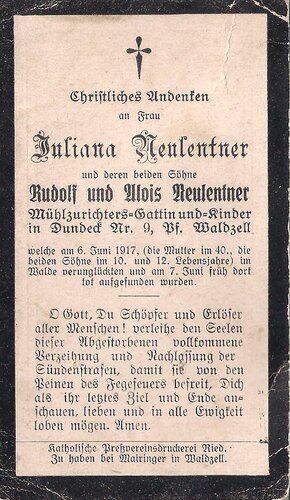 Christliches Andenken
an Frau
Juliana Neulentner
und deren beiden Söhne
Rudolf und Alois Neulentner
Mühlzurichters-Gattin und-Kinder
in Dundeck Nr. 9, Pf. Waldzell
welche am 6. Juni 1917, (die Mutter im 40., die
beiden Söhne im 10. und 12. Lebensjahre) im
Walde verunglückten und am 7. Juni früh dort
tot aufgefunden wurden.
O Gott, Du Schöpfer und Erlöser
aller Menschen! verleihe den Seelen
dieser Abgestorbenen vollkommene
Verzeihung und Nachlassung der
Sündenstrafen, damit sie von den
Peinen des Fegefeuers befreit, Dich
als ihr letztes Ziel und Ende an-
schauen, lieben und in alle Ewigkeit
loben mögen. Amen.
Katholische Preßvereinsdruckerei Ried.
Zu haben bei Mairinger in Waldzell.